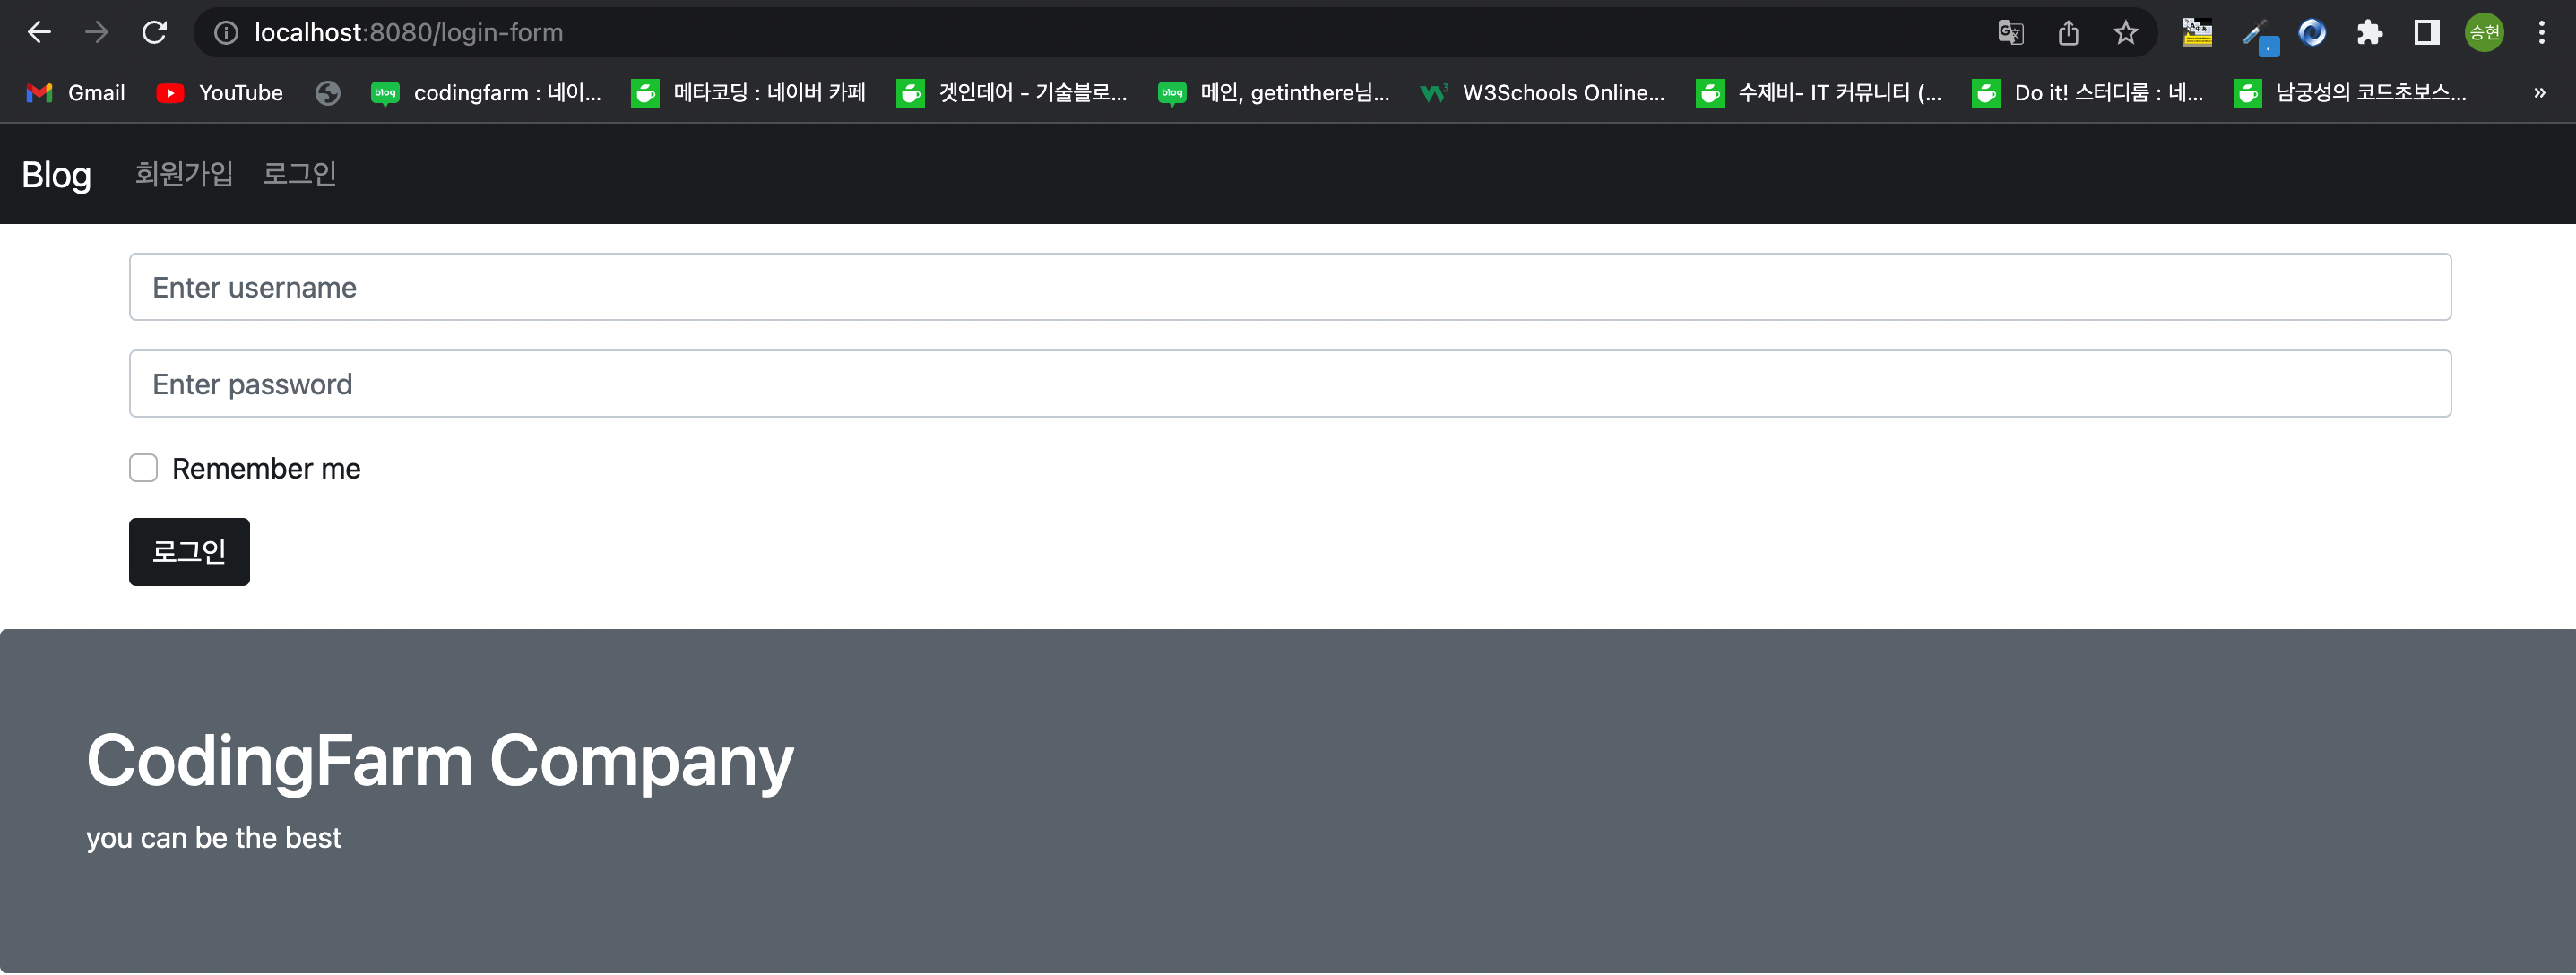 localhost:8080/login-form
승현
Gmail YouTube codingfarm : 네이... 메타코딩 : 네이버 카페 겟인데어 - 기술블로... 메인, getinthere님... W3Schools Online... 수제비- IT 커뮤니티 (... Do it! 스터디룸 : 네... 남궁성의 코드초보스... »
Blog 회원가입 로그인
Enter username
Enter password
Remember me
로그인
CodingFarm Company
you can be the best